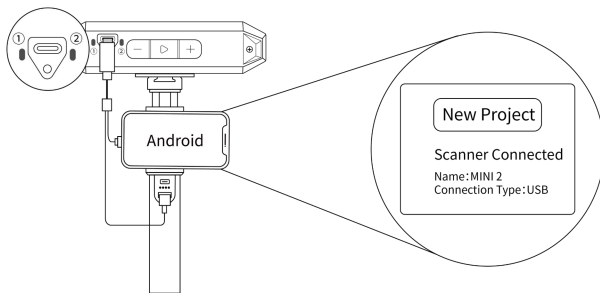 ① ②
① ②
Android
New Project
Scanner Connected
Name:MINI 2
Connection Type:USB